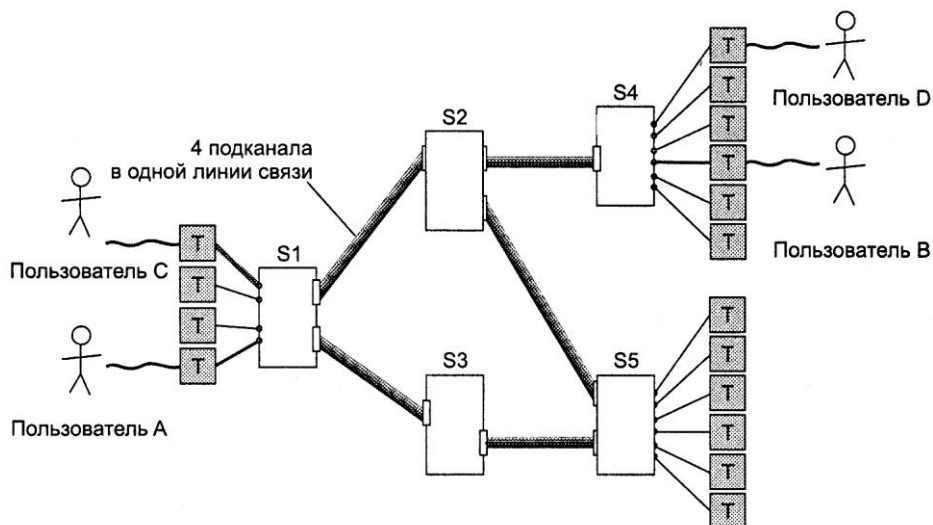 Т
Пользователь D
Т
Т
Т
Пользователь B
Т
Т
S4
S2
4 подканала
в одной линии связи
Т
Пользователь C
Т
Т
Т
Пользователь A
S1
S3
S5
Т
Т
Т
Т
Т
Т